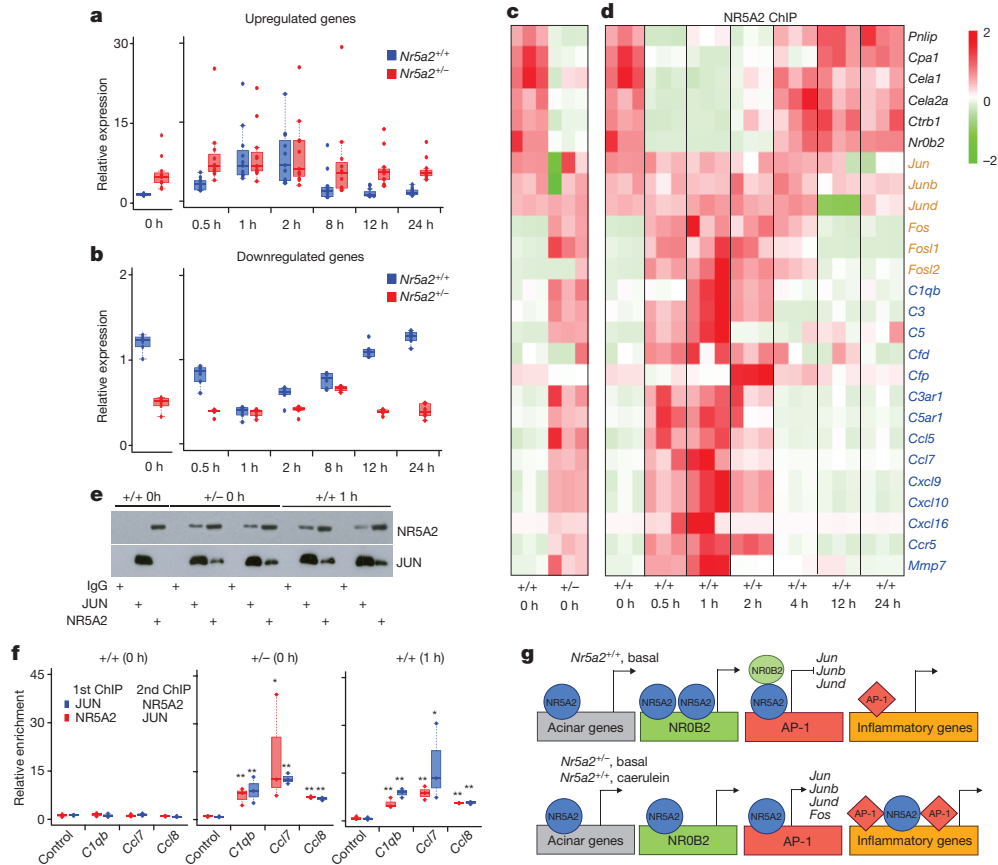 a
Upregulated genes
Relative expression
30
15
0
Nr5a2+/+
Nr5a2+/−
0 h
0.5 h
1 h
2 h
8 h
12 h
24 h
b
Downregulated genes
Relative expression
2
1
0
Nr5a2+/+
Nr5a2+/−
0 h
0.5 h
1 h
2 h
8 h
12 h
24 h
c
d
NR5A2 ChIP
Pnlip
Cpa1
Cela1
Cela2a
Ctrb1
Nr0b2
Jun
Junb
Jund
Fos
Fosl1
Fosl2
C1qb
C3
C5
Cfd
Cfp
C3ar1
C5ar1
Ccl5
Ccl7
Cxcl9
Cxcl10
Cxcl16
Ccr5
Mmp7
2
0
−2
+/+ +/−
0 h 0 h
+/+ +/+ +/+ +/+ +/+ +/+ +/+
0 h 0.5 h 1 h 2 h 4 h 12 h 24 h
e
+/+ 0h +/− 0 h +/+ 1 h
NR5A2
JUN
IgG + + + +
JUN + + + + +
NR5A2 + + + + +
f
+/+ (0 h) +/− (0 h) +/+ (1 h)
Relative enrichment
45
30
15
0
1st ChIP 2nd ChIP
JUN NR5A2
NR5A2 JUN
** ** * ** ** **
** ** ** * ** **
Control C1qb Ccl7 Ccl8
Control C1qb Ccl7 Ccl8
Control C1qb Ccl7 Ccl8
g
Nr5a2+/+, basal
NR5A2
Acinar genes
NR5A2 NR5A2
NR0B2
NR0B2
NR5A2
AP-1
Jun
Junb
Jund
AP-1
Inflammatory genes
Nr5a2+/−, basal
Nr5a2+/+, caerulein
NR5A2
Acinar genes
NR5A2
NR0B2
NR5A2
AP-1
Jun
Junb
Jund
Fos
AP-1 NR5A2 AP-1
Inflammatory genes